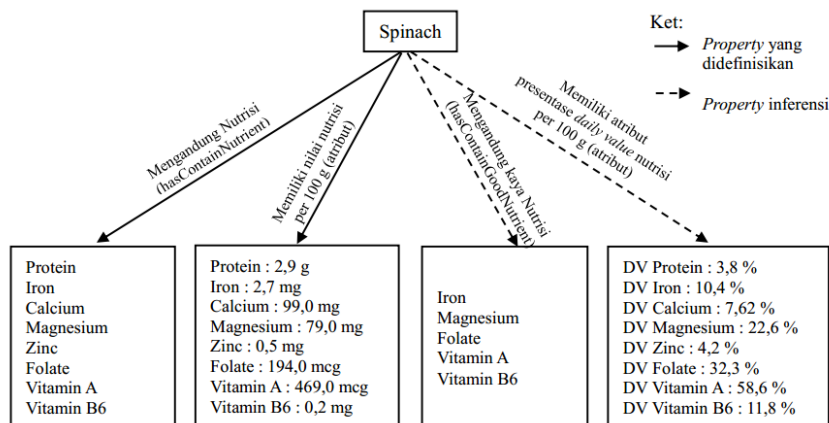 Spinach
Ket:
Property yang
didefinisikan
Property inferensi
Mengandung Nutrisi
(hasContainNutrient)
Memiliki nilai nutrisi
per 100 g (atribut)
Mengandung kaya Nutrisi
(hasContainGoodNutrient)
Memiliki atribut
presentase daily value nutrisi
per 100 g (atribut)
Protein
Iron
Calcium
Magnesium
Zinc
Folate
Vitamin A
Vitamin B6
Protein : 2,9 g
Iron : 2,7 mg
Calcium : 99,0 mg
Magnesium : 79,0 mg
Zinc : 0,5 mg
Folate : 194,0 mcg
Vitamin A : 469,0 mcg
Vitamin B6 : 0,2 mg
Iron
Magnesium
Folate
Vitamin A
Vitamin B6
DV Protein : 3,8 %
DV Iron : 10,4 %
DV Calcium : 7,62 %
DV Magnesium : 22,6 %
DV Zinc : 4,2 %
DV Folate : 32,3 %
DV Vitamin A : 58,6 %
DV Vitamin B6 : 11,8 %